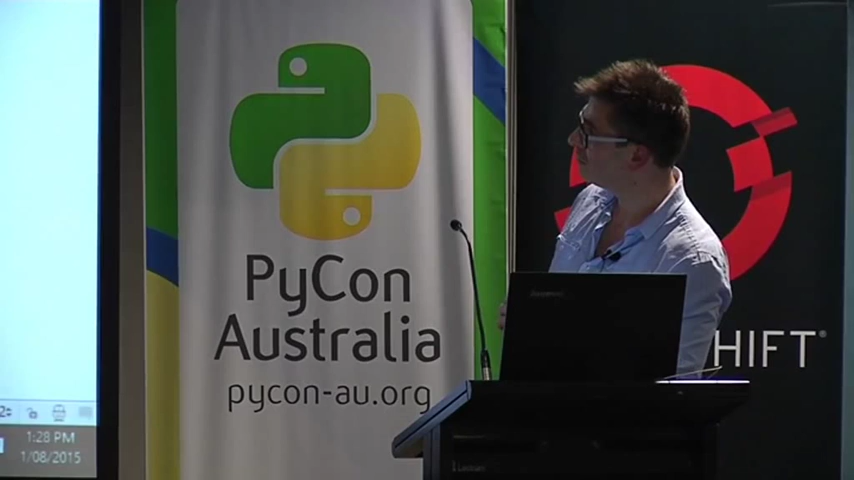 PyCon
Australia
pycon-au.org
HIFT®
1:28 PM
1/08/2015